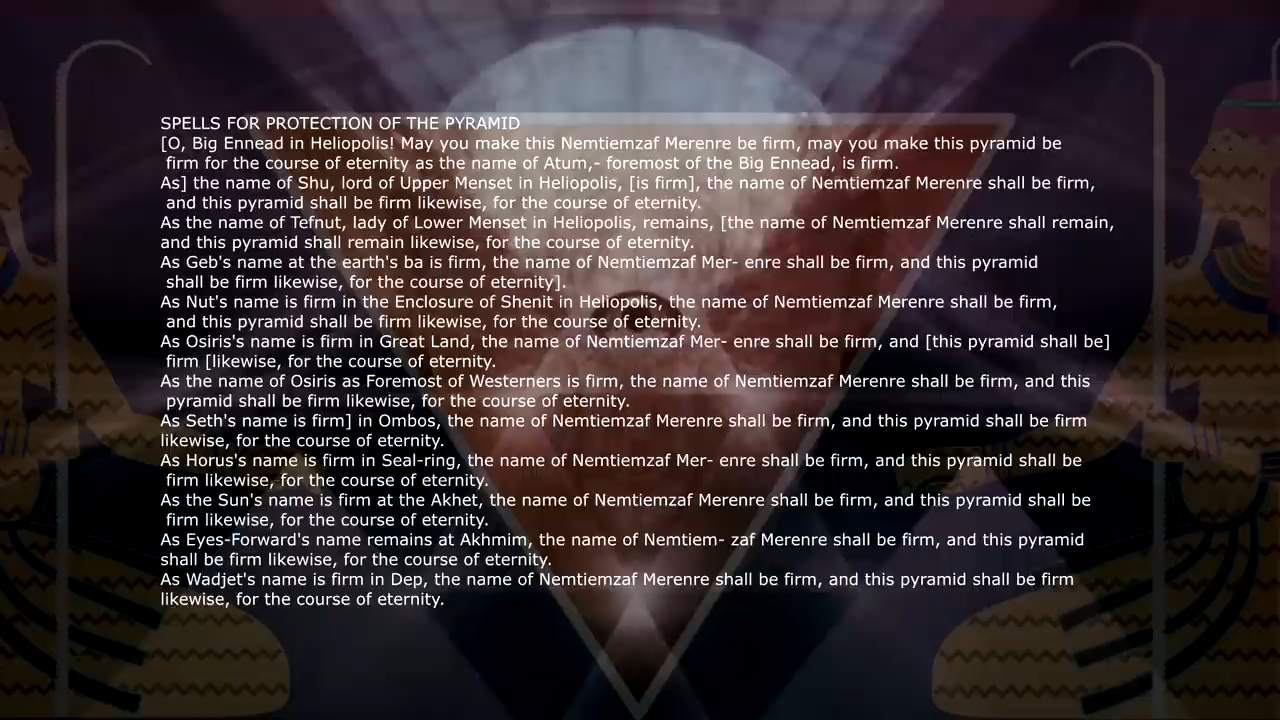 SPELLS FOR PROTECTION OF THE PYRAMID
[O, Big Ennead in Heliopolis! May you make this Nemtiemzaf Merenre be firm, may you make this pyramid be
firm for the course of eternity as the name of Atum,- foremost of the Big Ennead, is firm.
As] the name of Shu, lord of Upper Menset in Heliopolis, [is firm], the name of Nemtiemzaf Merenre shall be firm,
and this pyramid shall be firm likewise, for the course of eternity.
As the name of Tefnut, lady of Lower Menset in Heliopolis, remains, [the name of Nemtiemzaf Merenre shall remain,
and this pyramid shall remain likewise, for the course of eternity.
As Geb's name at the earth's ba is firm, the name of Nemtiemzaf Mer- enre shall be firm, and this pyramid
shall be firm likewise, for the course of eternity].
As Nut's name is firm in the Enclosure of Shenit in Heliopolis, the name of Nemtiemzaf Merenre shall be firm,
and this pyramid shall be firm likewise, for the course of eternity.
As Osiris's name is firm in Great Land, the name of Nemtiemzaf Mer- enre shall be firm, and [this pyramid shall be]
firm [likewise, for the course of eternity.
As the name of Osiris as Foremost of Westerners is firm, the name of Nemtiemzaf Merenre shall be firm, and this
pyramid shall be firm likewise, for the course of eternity.
As Seth's name is firm] in Ombos, the name of Nemtiemzaf Merenre shall be firm, and this pyramid shall be firm
likewise, for the course of eternity.
As Horus's name is firm in Seal-ring, the name of Nemtiemzaf Mer- enre shall be firm, and this pyramid shall be
firm likewise, for the course of eternity.
As the Sun's name is firm at the Akhet, the name of Nemtiemzaf Merenre shall be firm, and this pyramid shall be
firm likewise, for the course of eternity.
As Eyes-Forward's name remains at Akhmim, the name of Nemtiem- zaf Merenre shall be firm, and this pyramid
shall be firm likewise, for the course of eternity.
As Wadjet's name is firm in Dep, the name of Nemtiemzaf Merenre shall be firm, and this pyramid shall be firm
likewise, for the course of eternity.